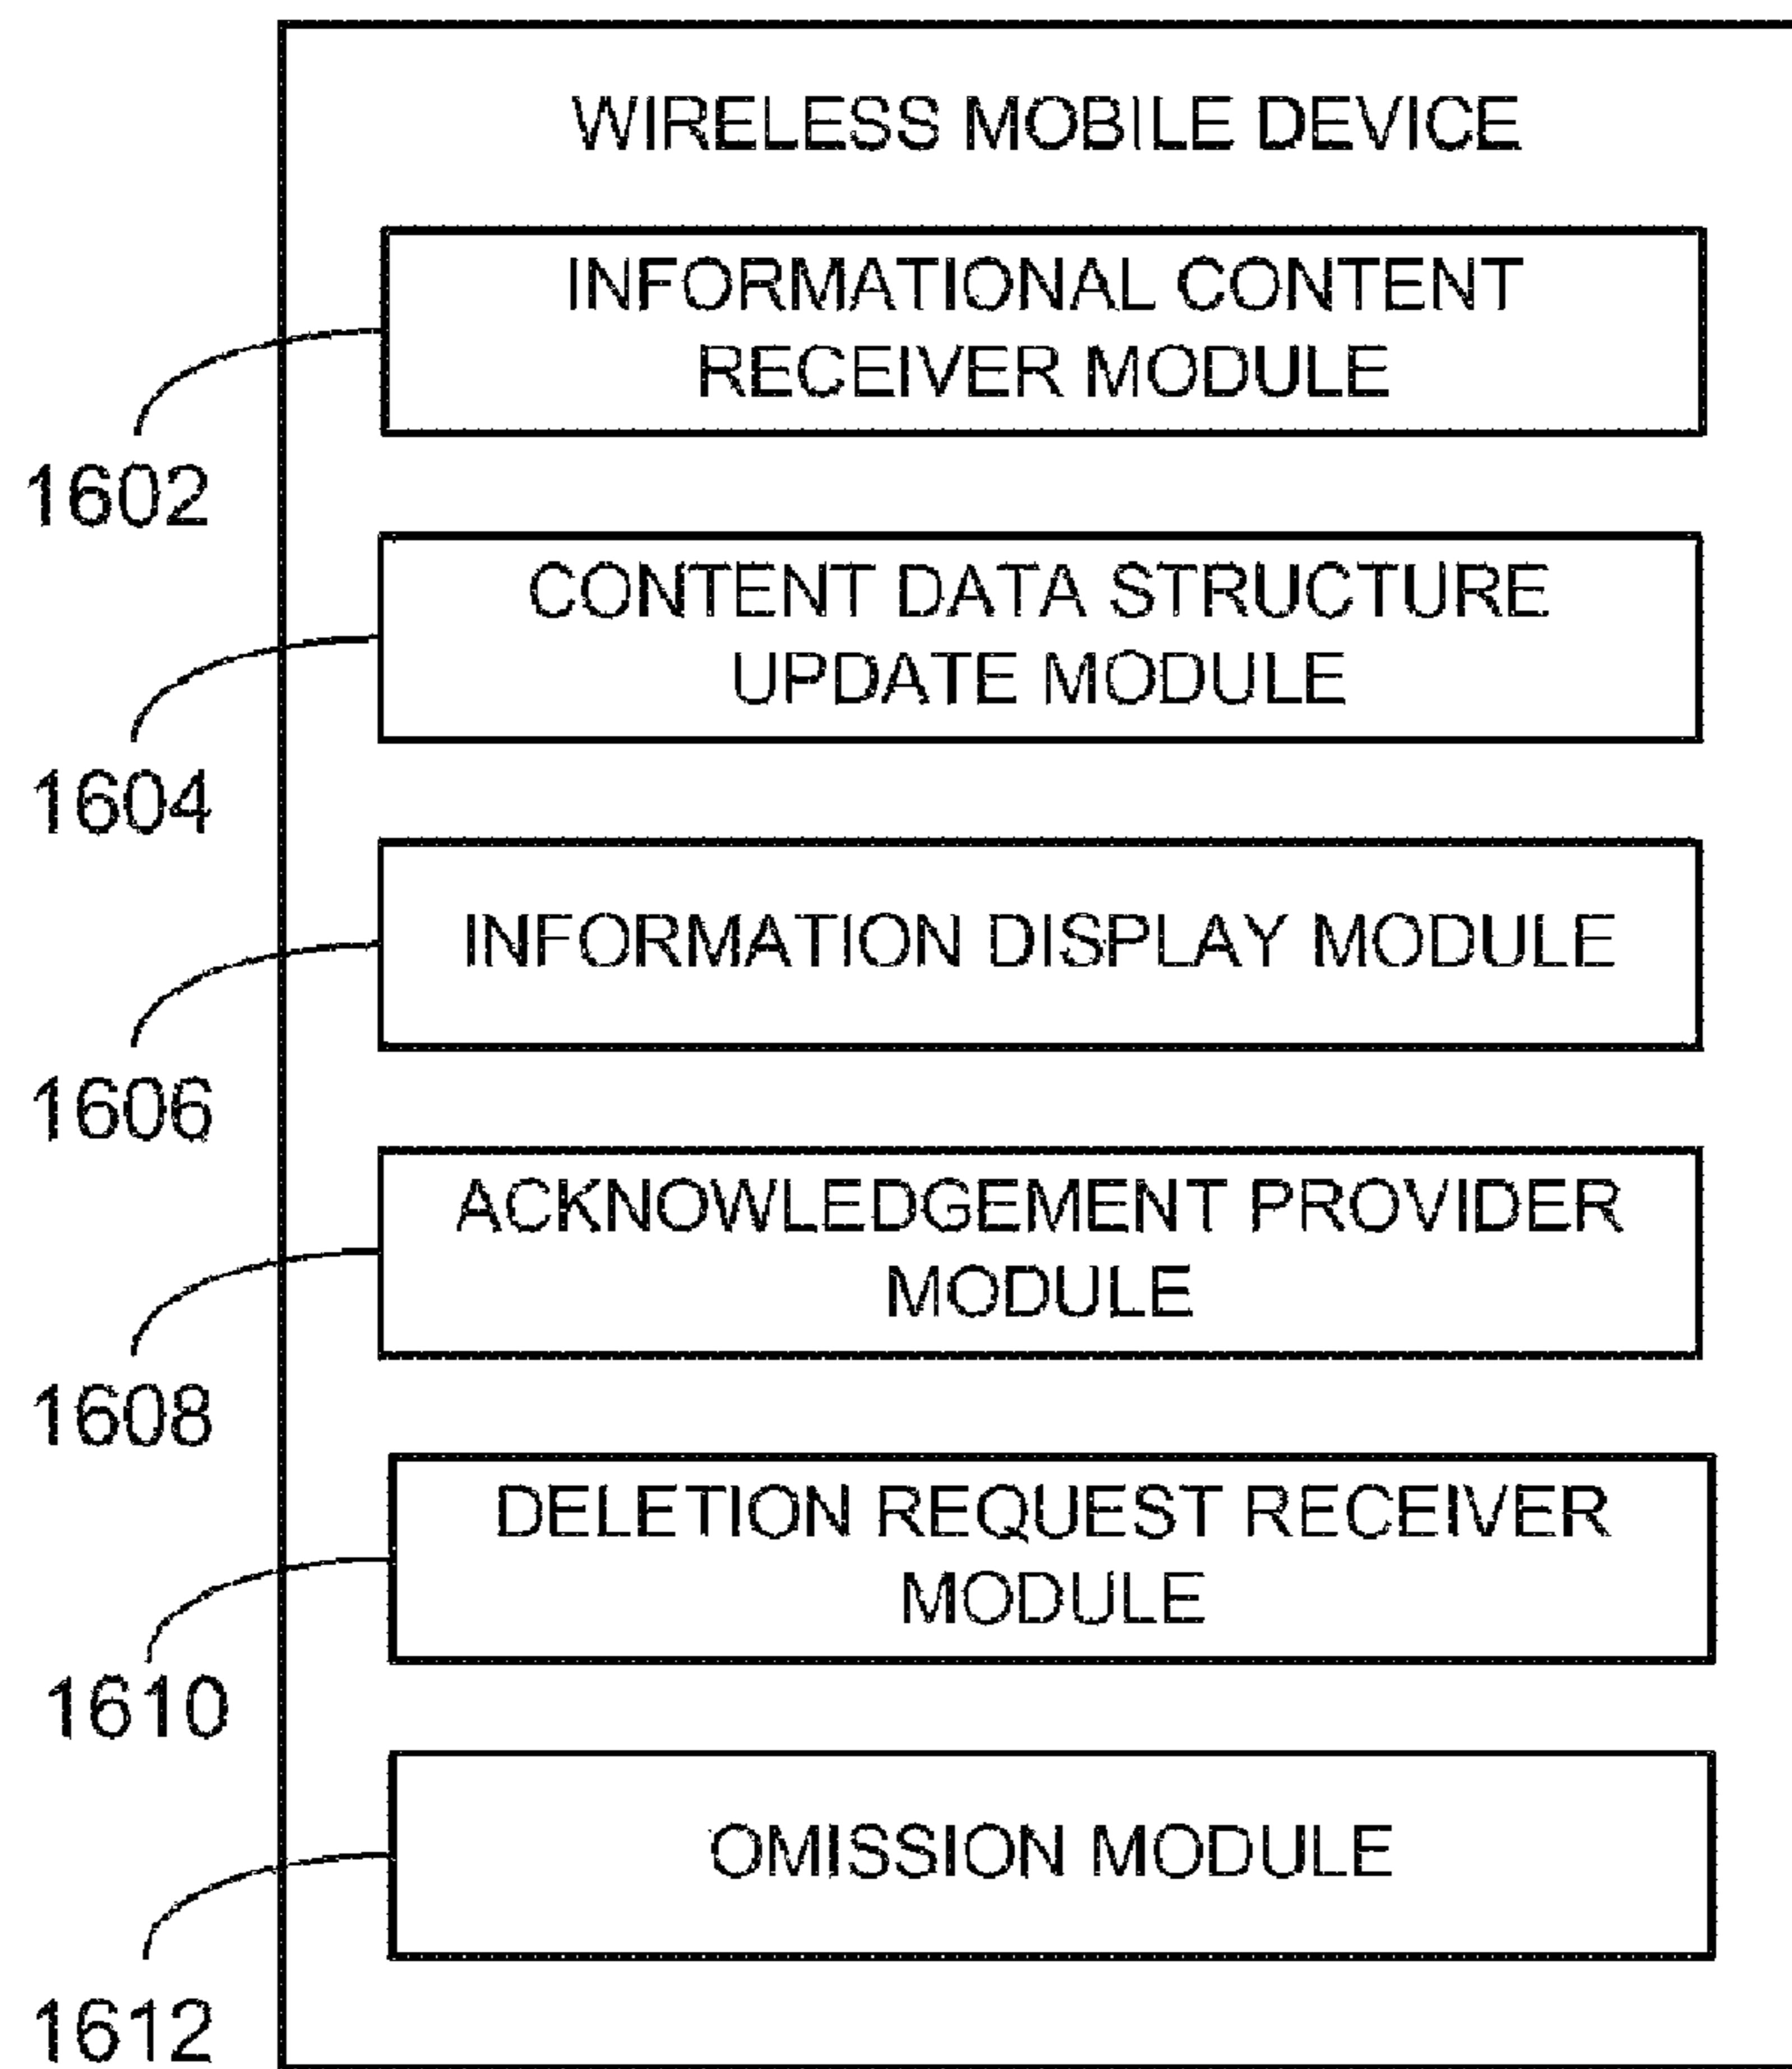 WIRELESS MOBILE DEVICE
INFORMATIONAL CONTENT
RECEIVER MODULE
1602
CONTENT DATA STRUCTURE
UPDATE MODULE
1604
INFORMATION DISPLAY MODULE
1606
ACKNOWLEDGEMENT PROVIDER
MODULE
1608
DELETION REQUEST RECEIVER
MODULE
1610
OMISSION MODULE
1612